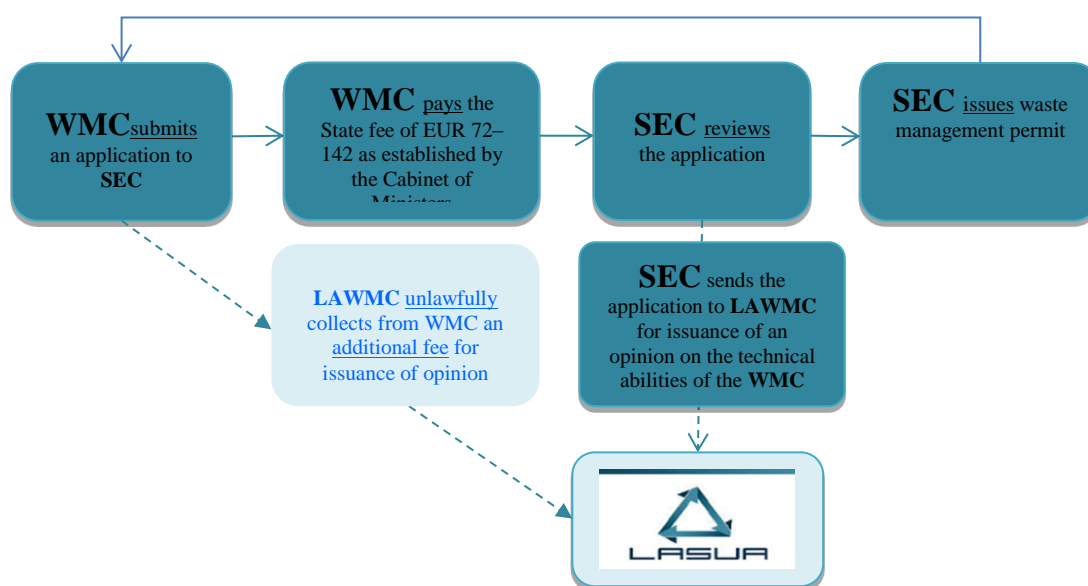 WMC submits
an application to
SEC
WMC pays the
State fee of EUR 72–
142 as established by
the Cabinet of
Ministers
SEC reviews
the application
SEC issues waste
management permit
LAWMC unlawfully
collects from WMC an
additional fee for
issuance of opinion
SEC sends the
application to LAWMC
for issuance of an
opinion on the technical
abilities of the WMC
LASUA